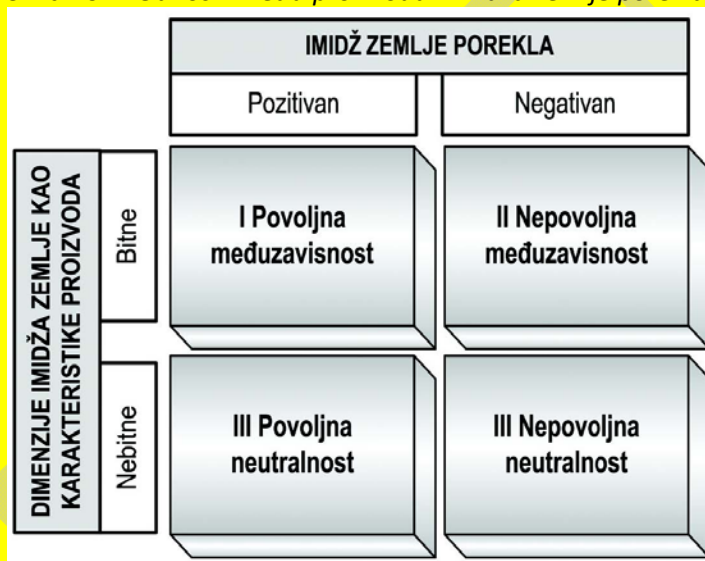 IMIDŽ ZEMLJE POREKLA
Pozitivan
Negativan
DIMENZIJE IMIDŽA ZEMLJE KAO
KARAKTERISTIKE PROIZVODA
Bitne
I Povoljna
međuzavisnost
II Nepovoljna
međuzavisnost
Nebitne
III Povoljna
neutralnost
III Nepovoljna
neutralnost